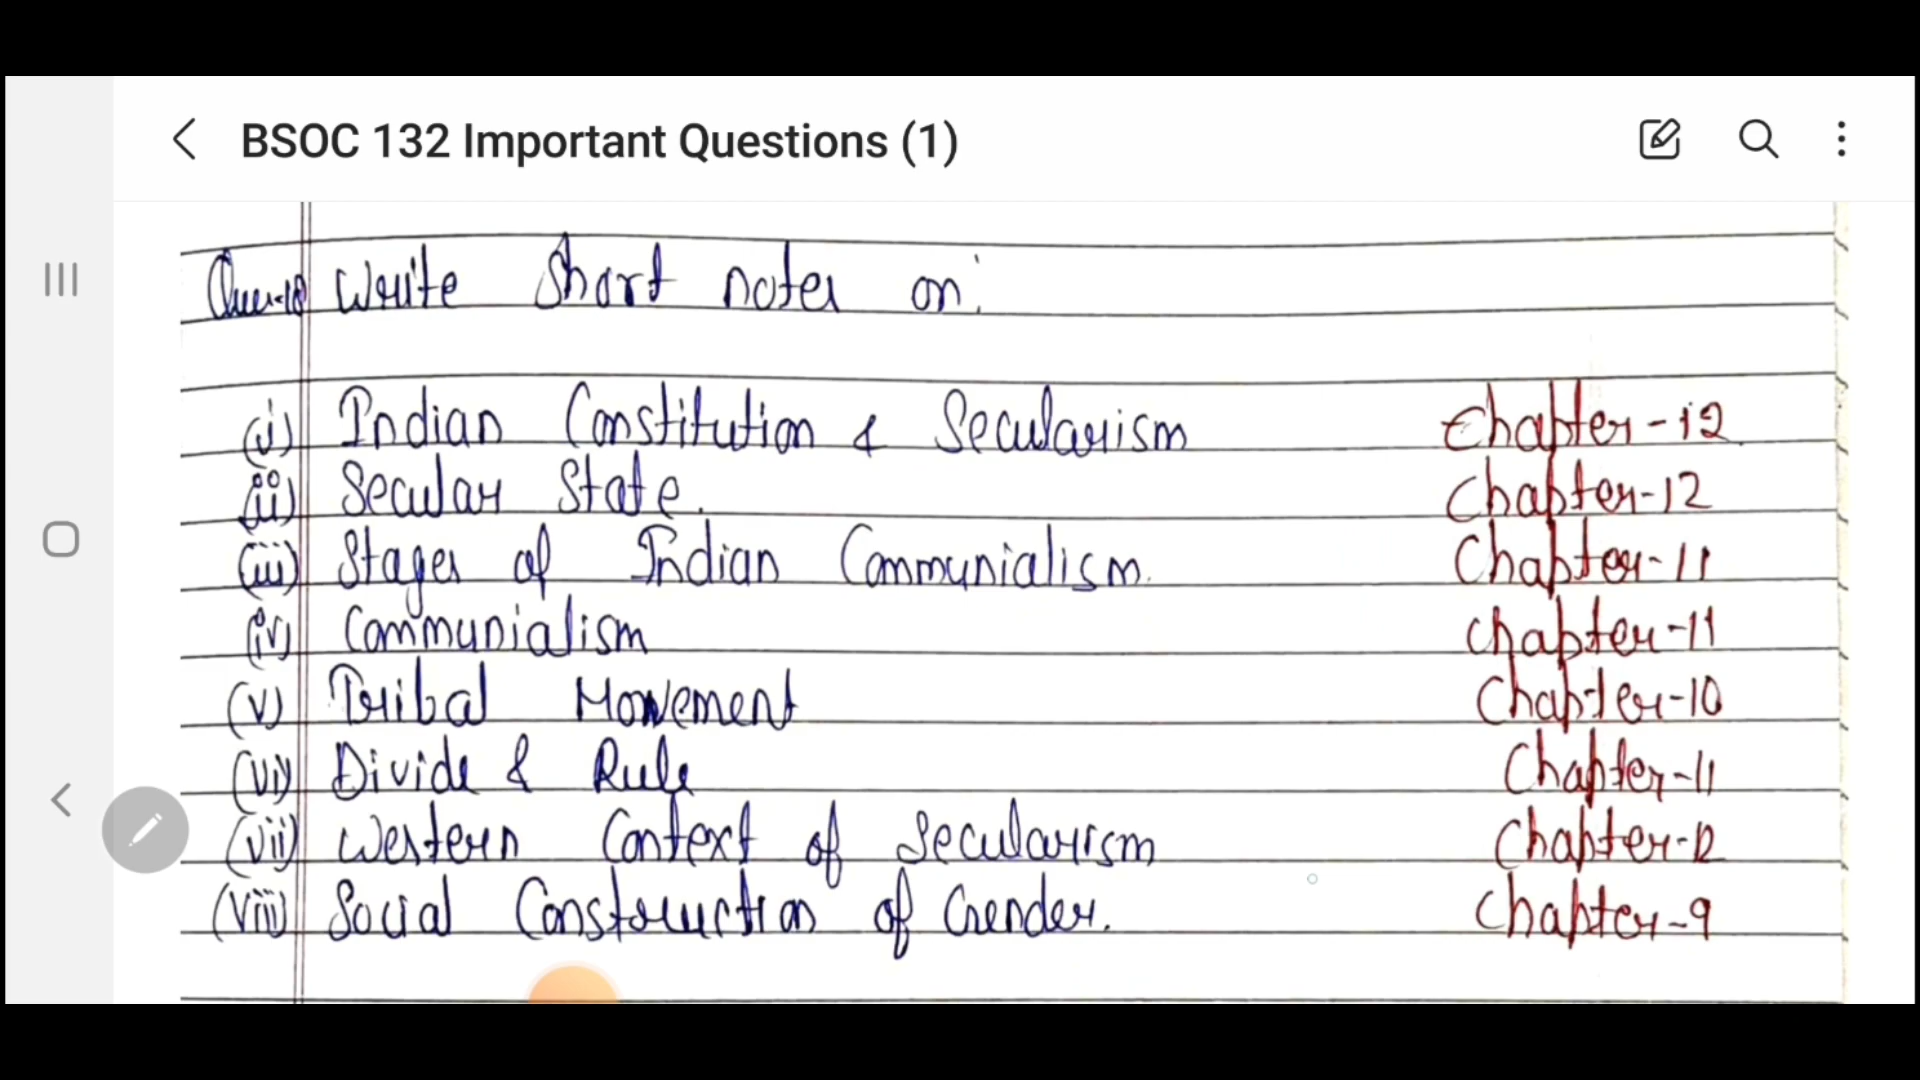 BSOC 132 Important Questions (1)
Ques-10 Write Short notes on:
(i) Indian Constitution & Secularism Chapter-12
(ii) Secular State. Chapter-12
(iii) Stages of Indian Communialism. Chapter-11
(iv) Communialism Chapter-11
(v) Tribal Movement Chapter-10
(vi) Divide & Rule Chapter-11
(vii) Western Context of Secularism Chapter-12
(viii) Social Construction of Gender. Chapter-9